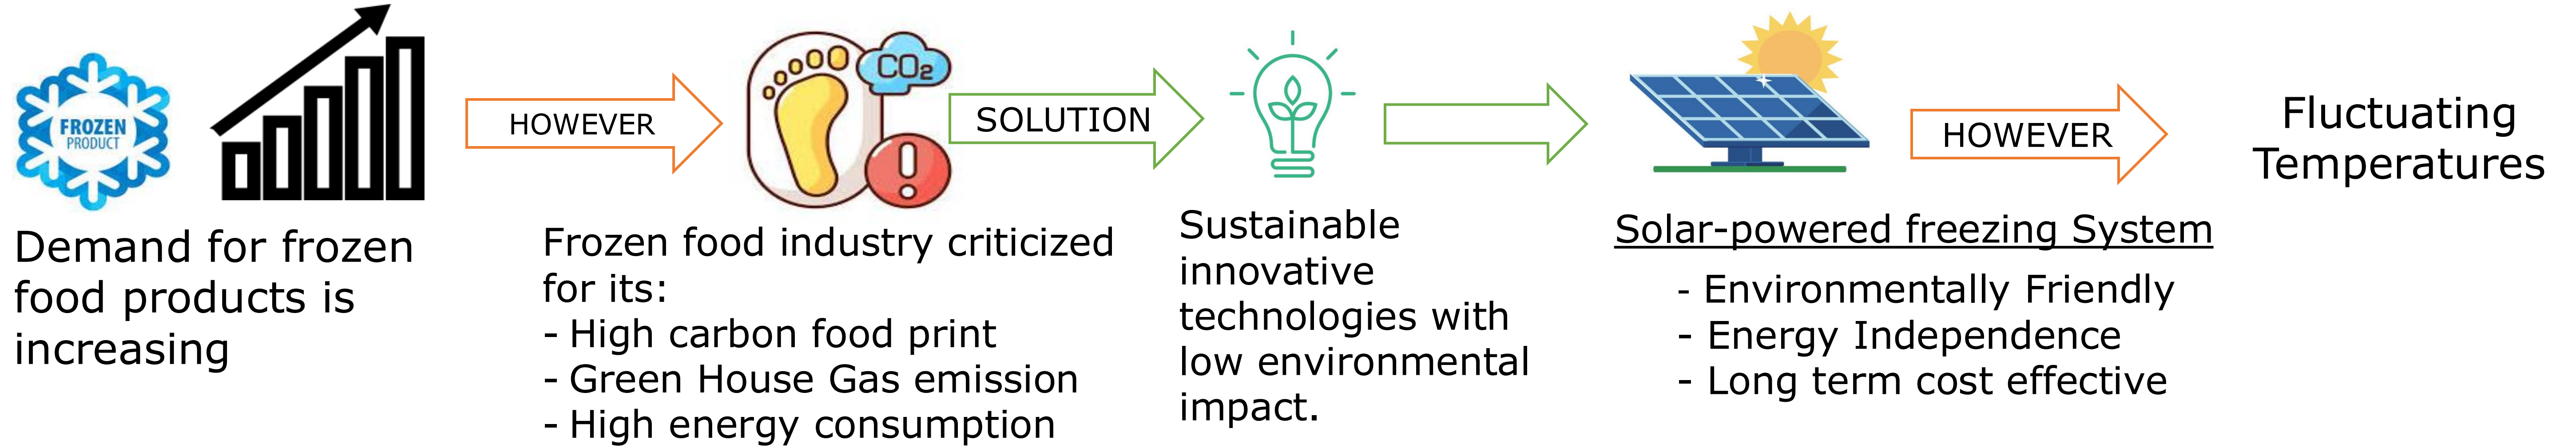 FROZEN
PRODUCT
Demand for frozen
food products is
increasing
HOWEVER
CO2
Frozen food industry criticized
for its:
- High carbon food print
- Green House Gas emission
- High energy consumption
SOLUTION
Sustainable
innovative
technologies with
low environmental
impact.
Solar-powered freezing System
- Environmentally Friendly
- Energy Independence
- Long term cost effective
HOWEVER
Fluctuating
Temperatures